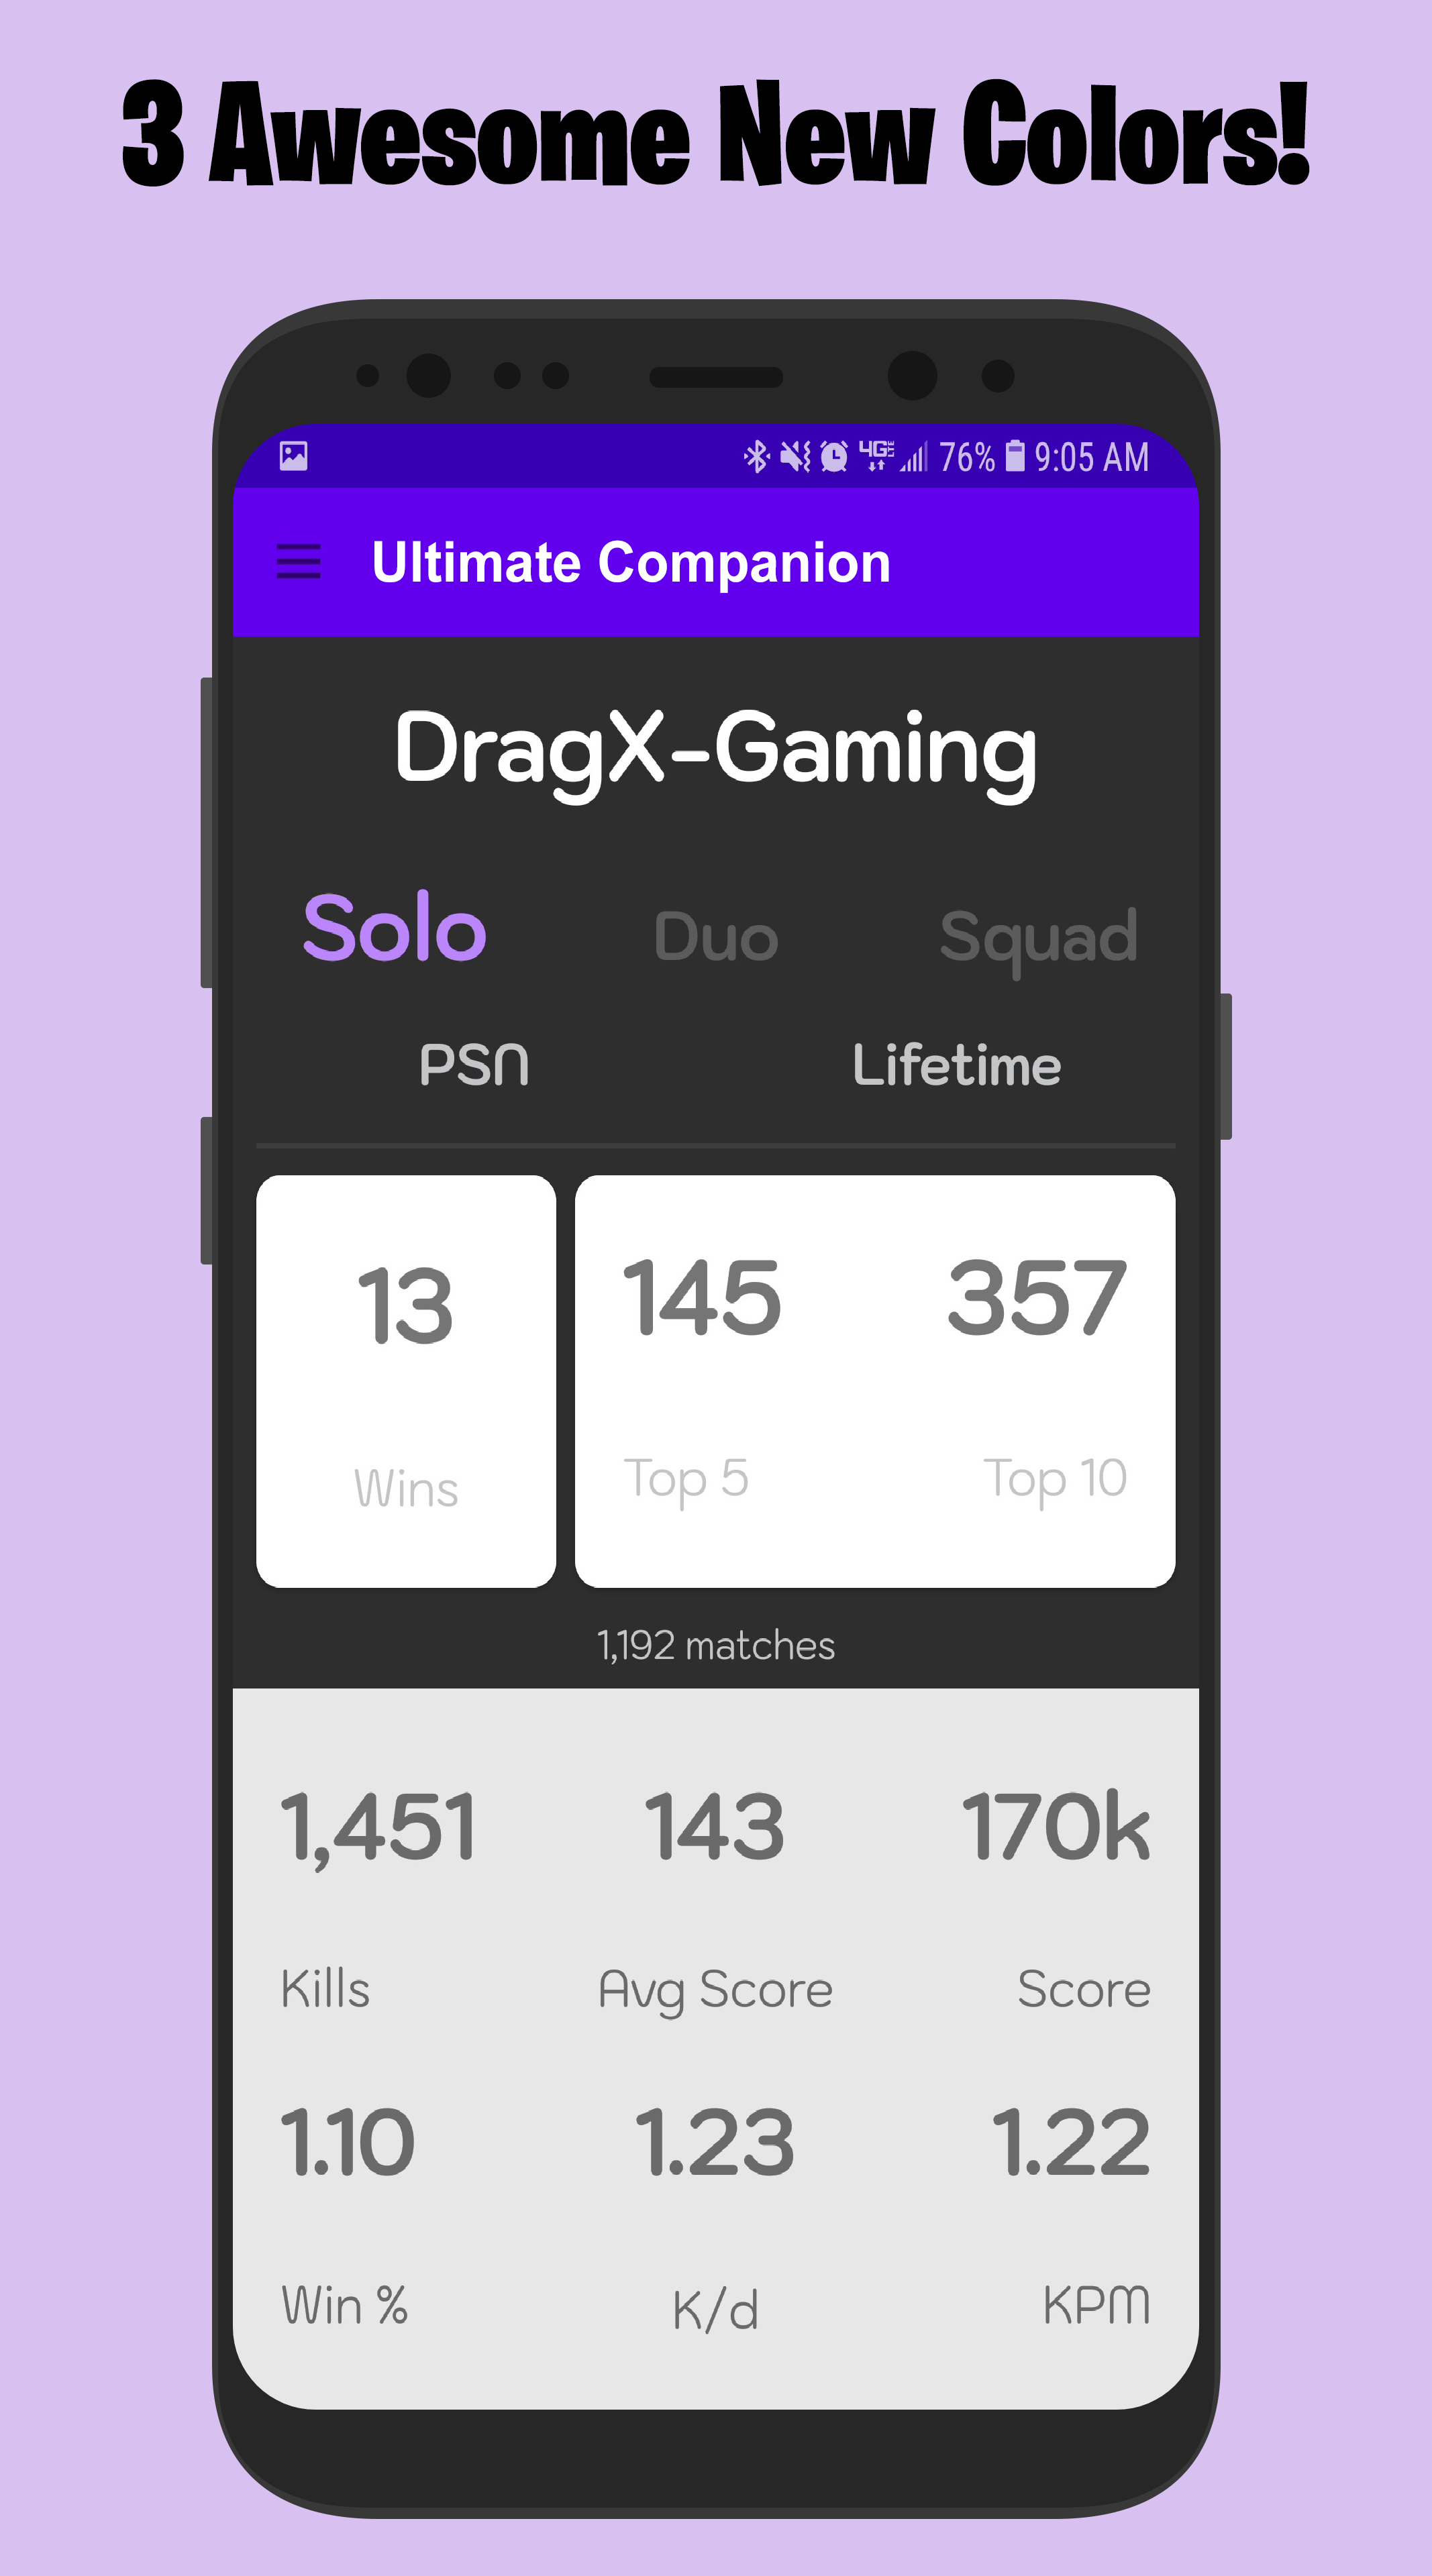 3 Awesome New Colors!
4G LTE 76% 9:05 AM
Ultimate Companion
DragX-Gaming
Solo Duo Squad
PSN Lifetime
13 145 357
Wins Top 5 Top 10
1,192 matches
1,451 143 170k
Kills Avg Score Score
1.10 1.23 1.22
Win % K/d KPM